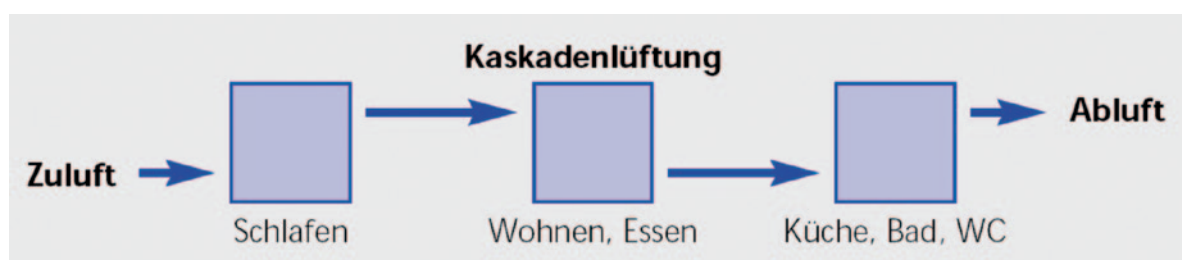 Kaskadenlüftung
Zuluft
Abluft
Schlafen
Wohnen, Essen
Küche, Bad, WC